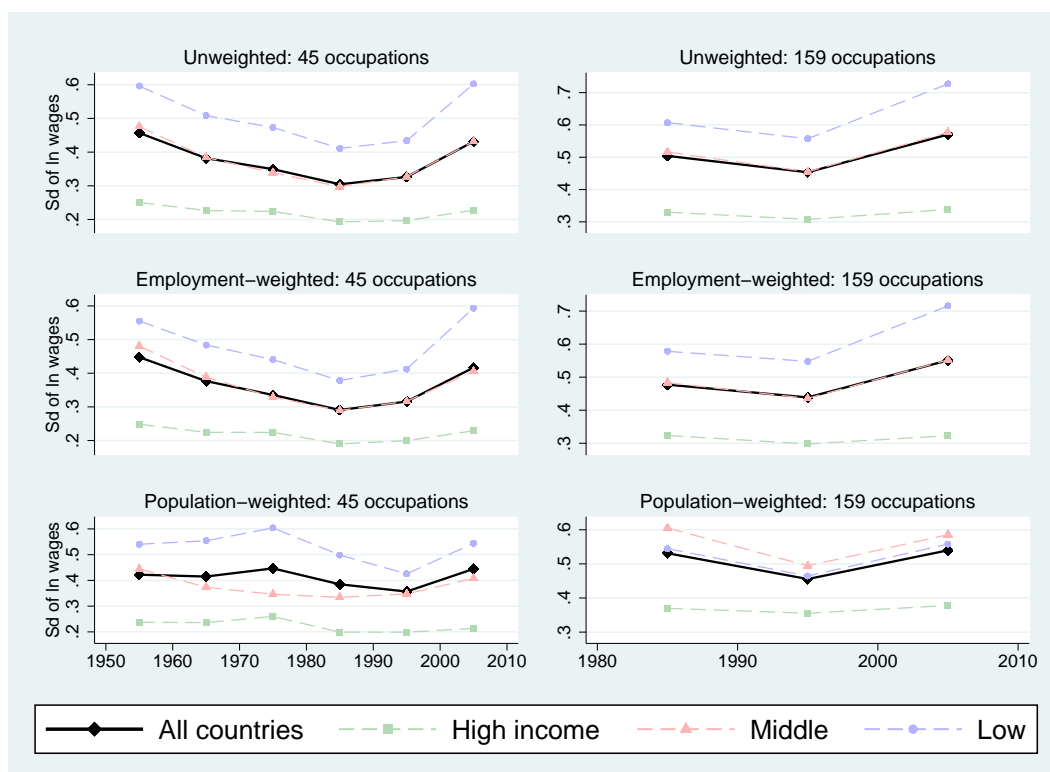 Unweighted: 45 occupations
Sd of ln wages
.6
.5
.4
.3
.2
Unweighted: 159 occupations
.7
.6
.5
.4
.3
Employment−weighted: 45 occupations
Sd of ln wages
.6
.5
.4
.3
.2
Employment−weighted: 159 occupations
.7
.6
.5
.4
.3
Population−weighted: 45 occupations
Sd of ln wages
.6
.5
.4
.3
.2
1950 1960 1970 1980 1990 2000 2010
Population−weighted: 159 occupations
.6
.5
.4
.3
1980 1990 2000 2010
All countries High income Middle Low